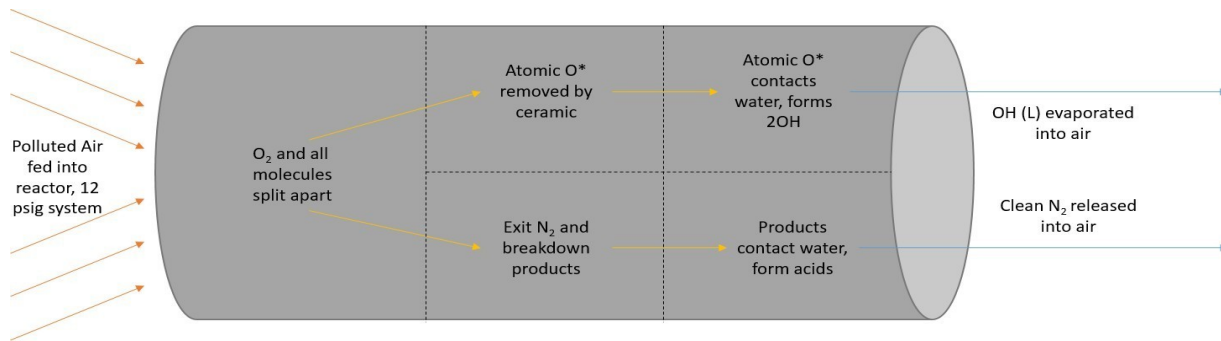 Polluted Air
fed into
reactor, 12
psig system
O₂ and all
molecules
split apart
Atomic O*
removed by
ceramic
Atomic O*
contacts
water, forms
2OH
OH (L) evaporated
into air
Exit N₂ and
breakdown
products
Products
contact water,
form acids
Clean N₂ released
into air